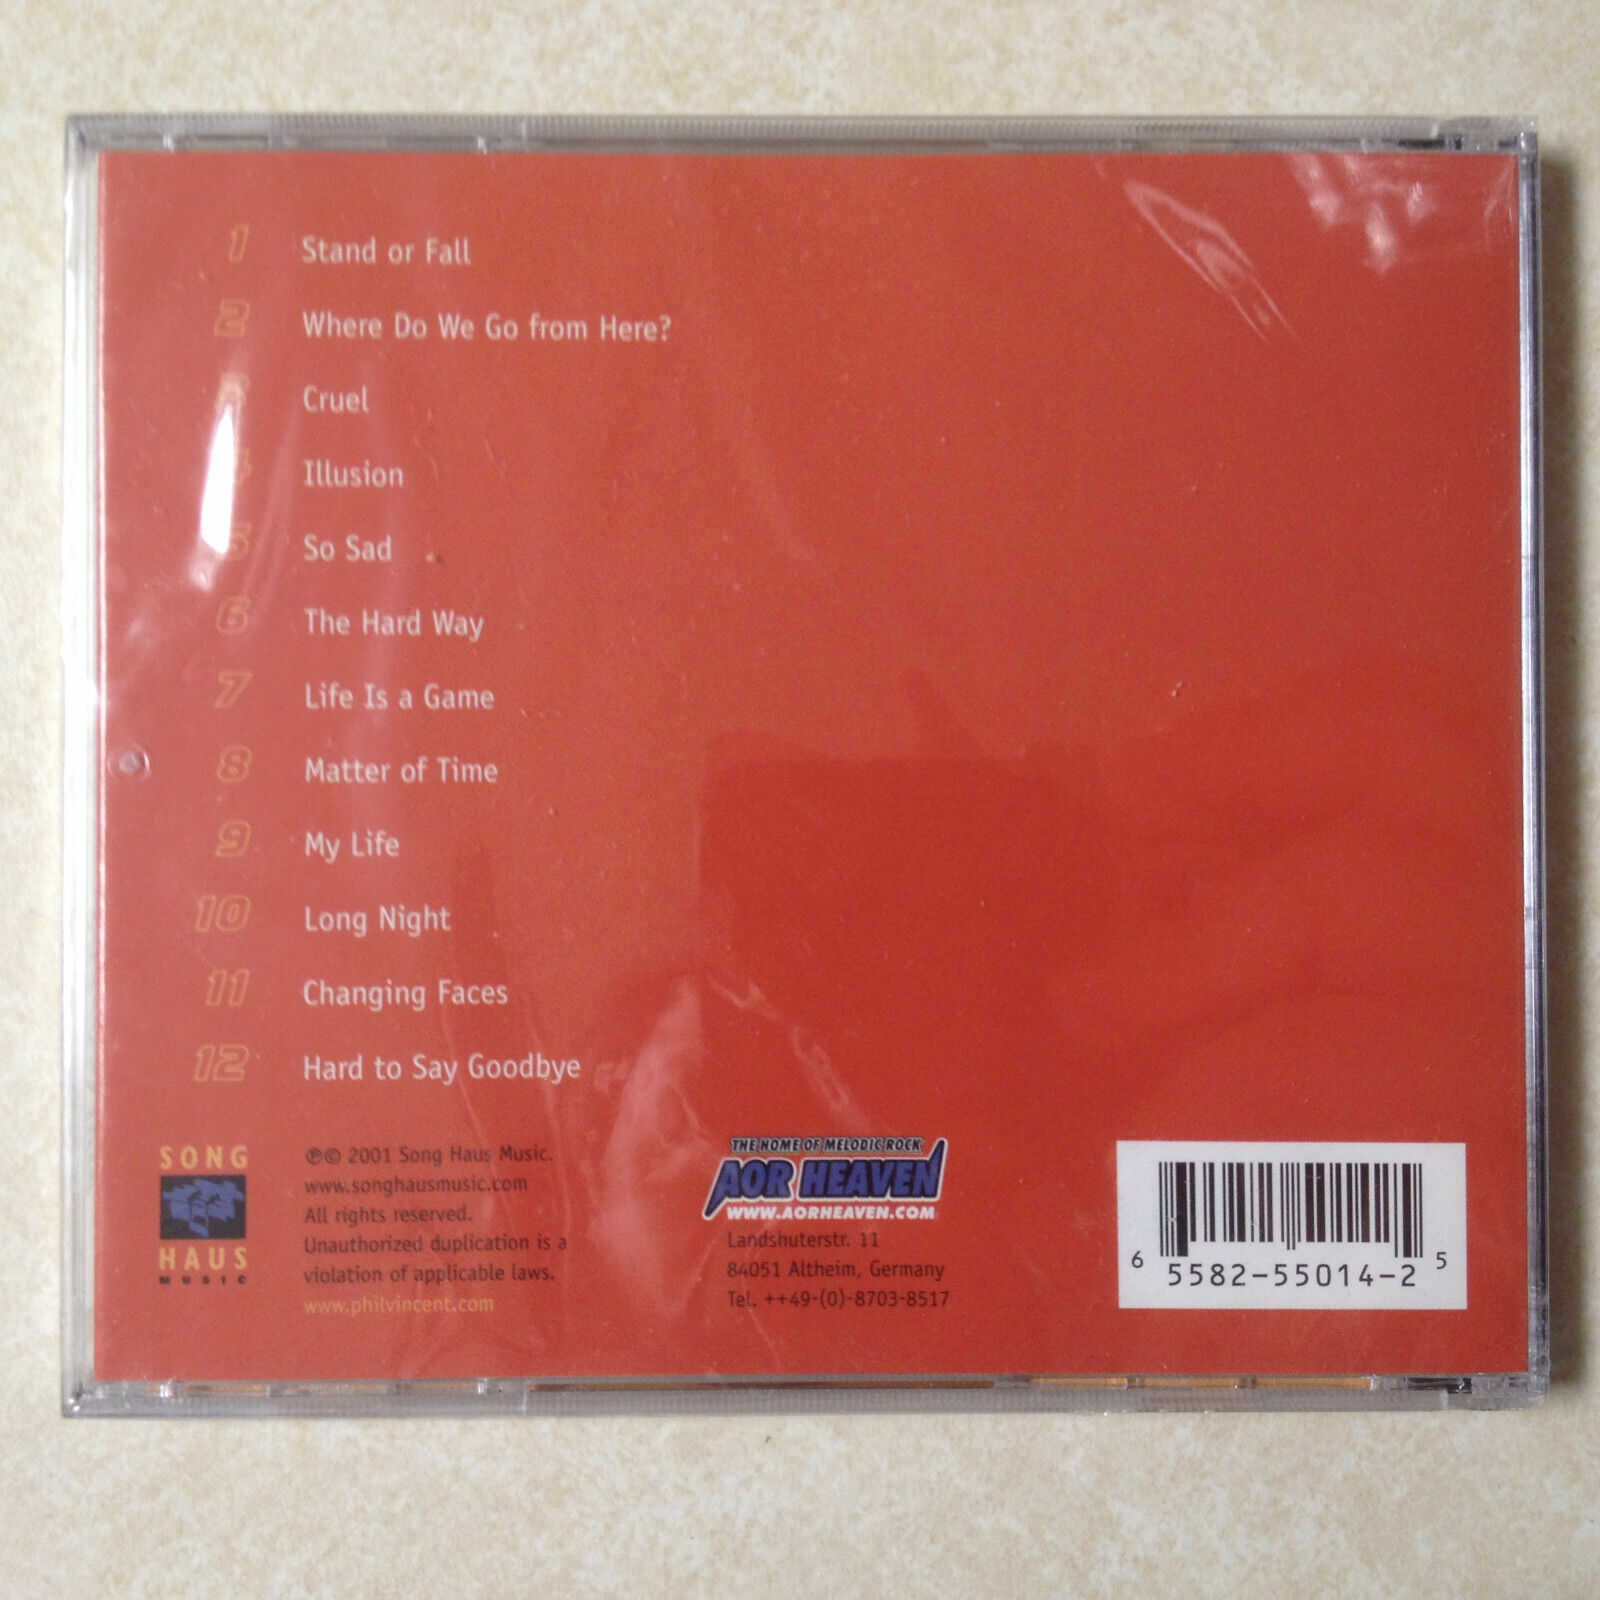 1 Stand or Fall
2 Where Do We Go from Here?
3 Cruel
4 Illusion
5 So Sad
6 The Hard Way
7 Life Is a Game
8 Matter of Time
9 My Life
10 Long Night
11 Changing Faces
12 Hard to Say Goodbye
SONG
HAUS
MUSIC
℗© 2001 Song Haus Music.
www.songhausmusic.com
All rights reserved.
Unauthorized duplication is a
violation of applicable laws.
www.philvincent.com
THE HOME OF MELODIC ROCK
AOR HEAVEN
WWW.AORHEAVEN.COM
Landshuterstr. 11
84051 Altheim, Germany
Tel. ++49-(0)-8703-8517
6 5582-55014-2 5